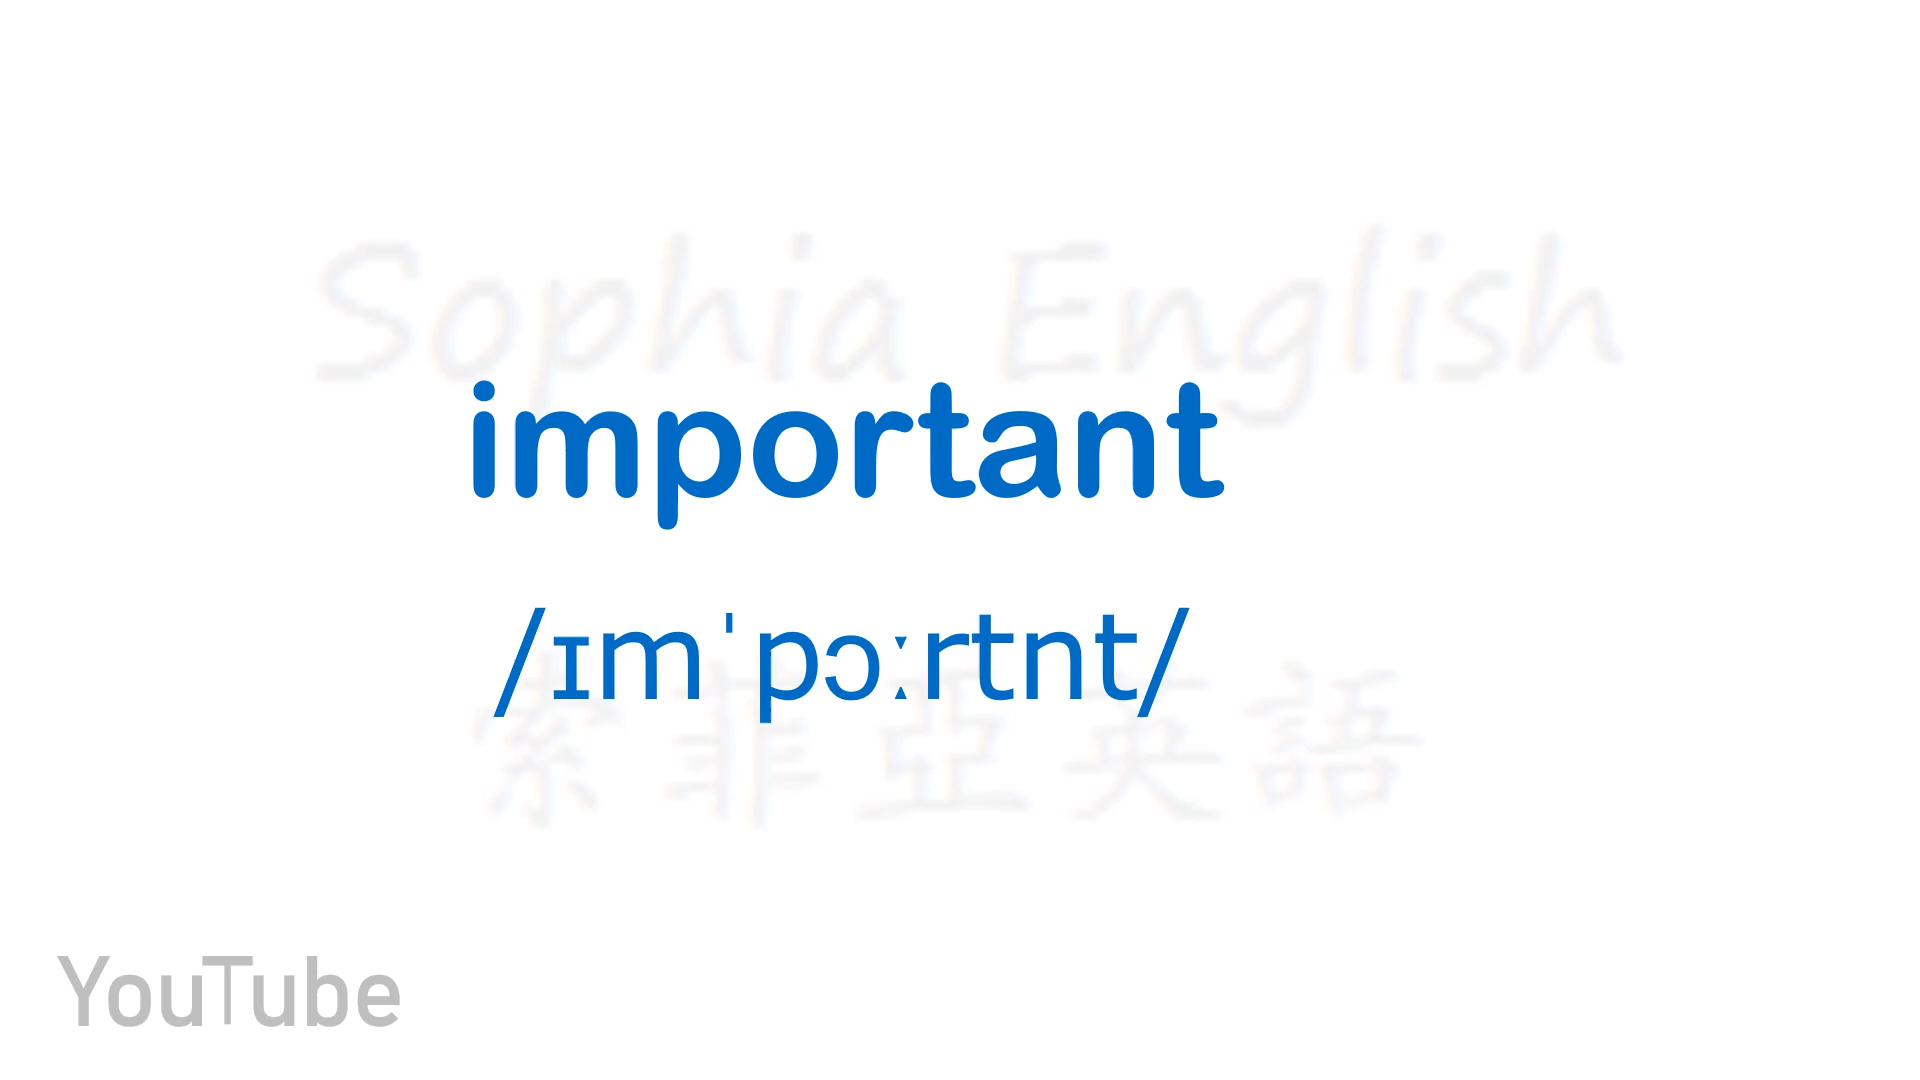 Sophia English
important
/ɪmˈpɔːrtnt/
索菲亞英語
YouTube